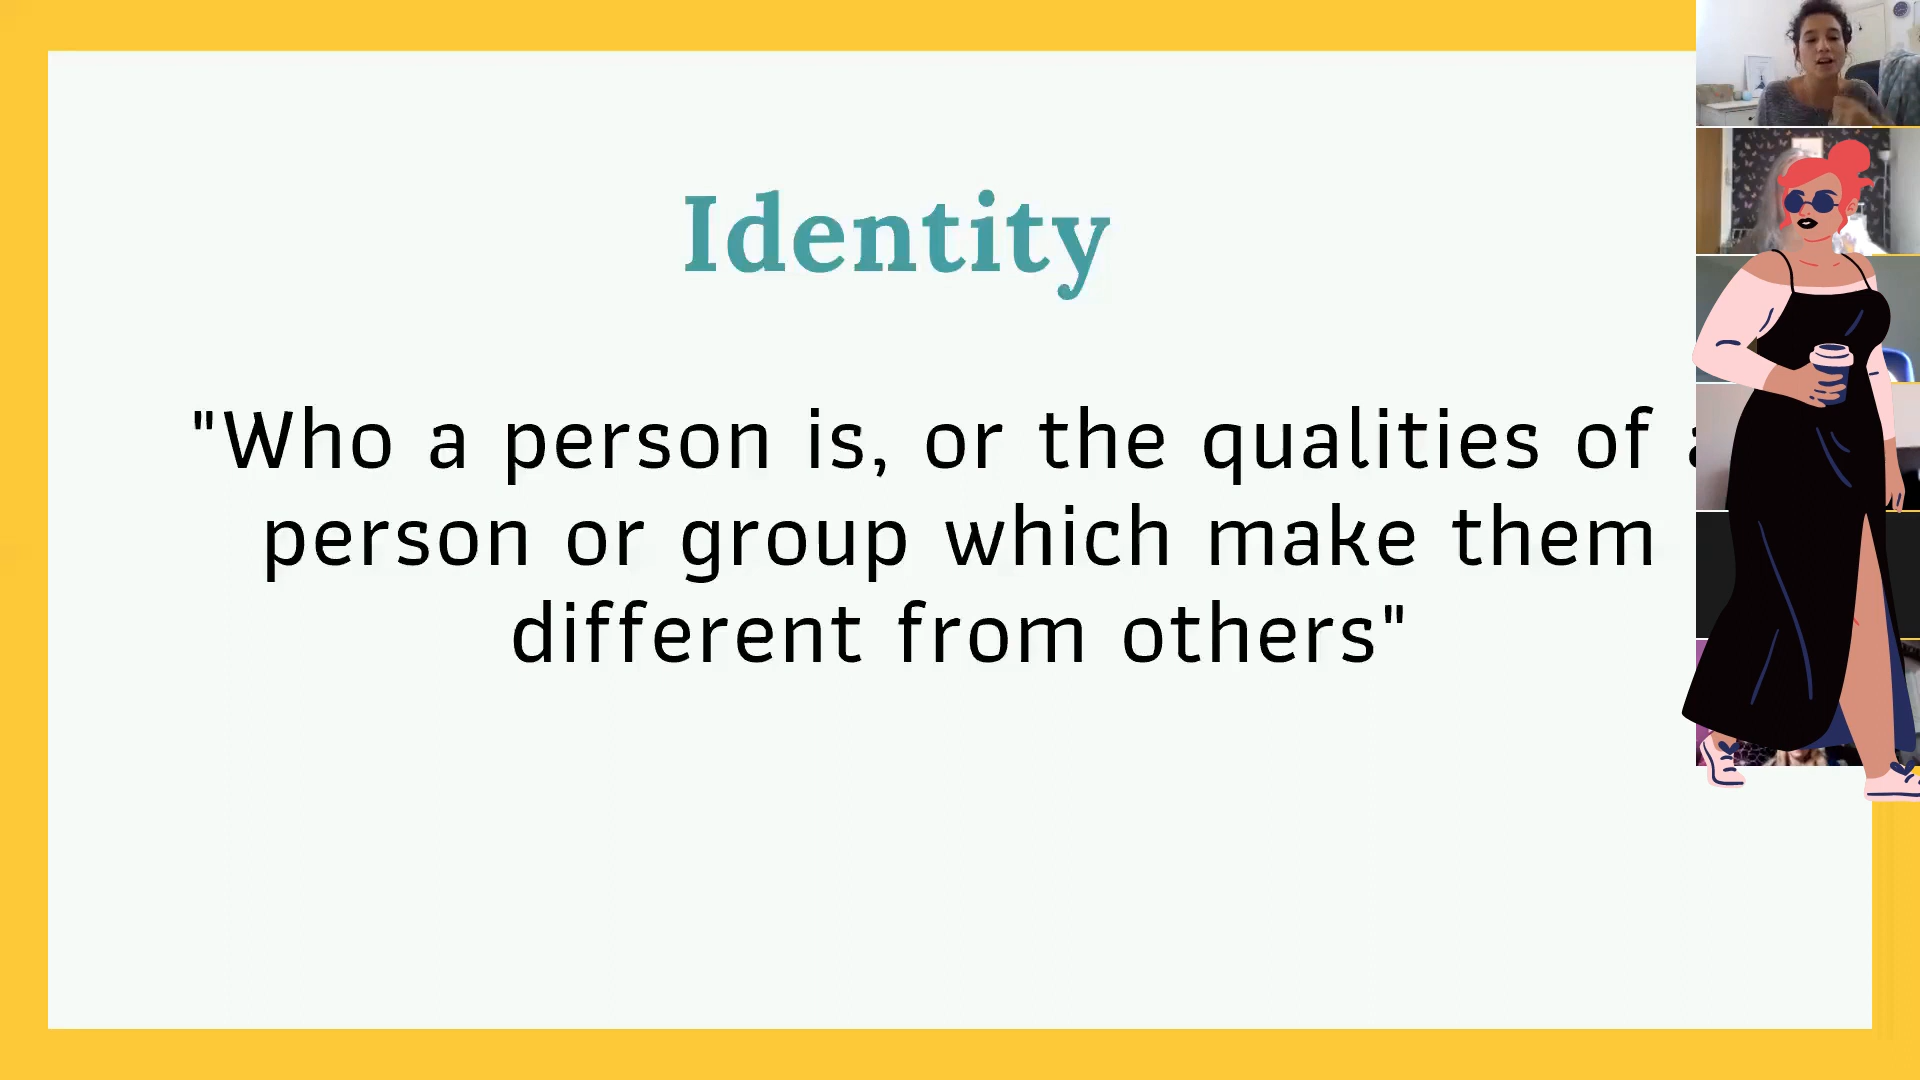 Identity
"Who a person is, or the qualities of a
person or group which make them
different from others"